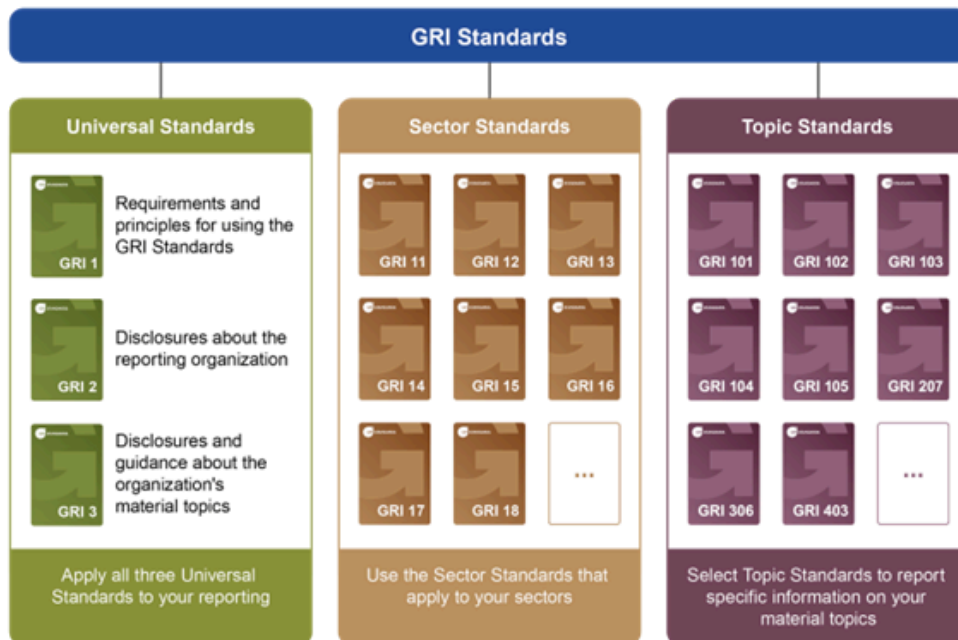 GRI Standards
Universal Standards
GRI 1
Requirements and
principles for using the
GRI Standards
GRI 2
Disclosures about the
reporting organization
GRI 3
Disclosures and
guidance about the
organization's
material topics
Apply all three Universal
Standards to your reporting
Sector Standards
GRI 11
GRI 12
GRI 13
GRI 14
GRI 15
GRI 16
GRI 17
GRI 18
...
Use the Sector Standards that
apply to your sectors
Topic Standards
GRI 101
GRI 102
GRI 103
GRI 104
GRI 105
GRI 207
GRI 306
GRI 403
...
Select Topic Standards to report
specific information on your
material topics